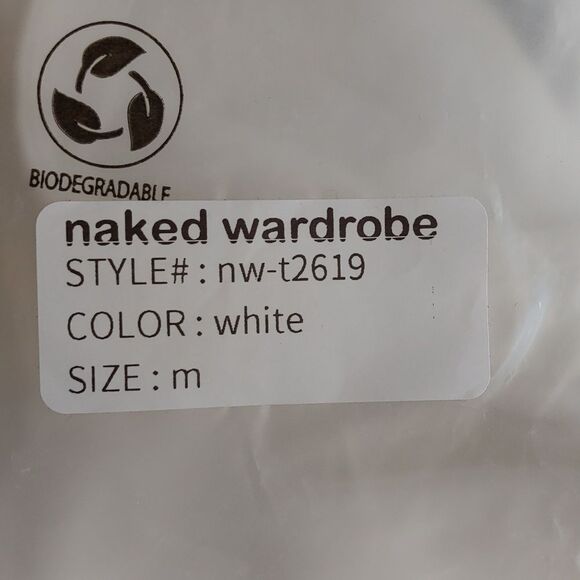 BIODEGRADABLE
naked wardrobe
STYLE# : nw-t2619
COLOR : white
SIZE : m